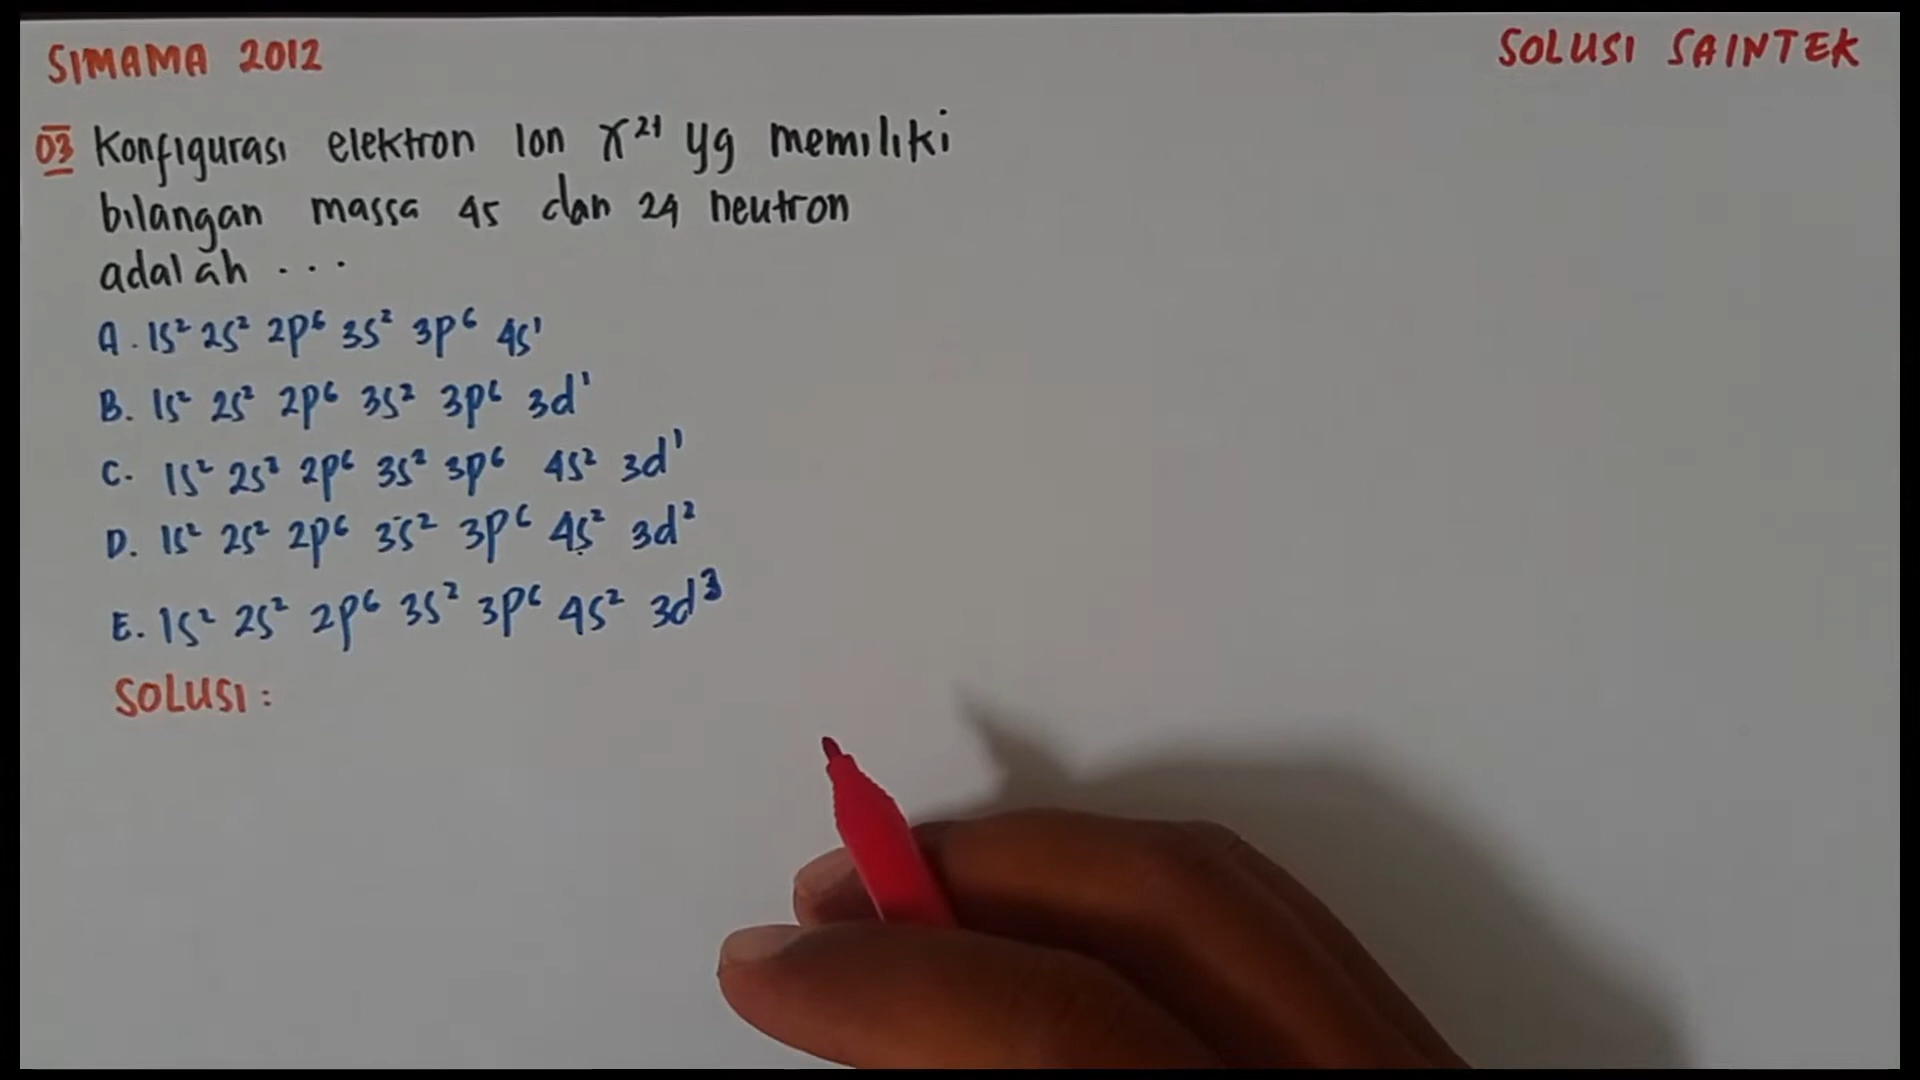 SIMAMA 2012
SOLUSI SAINTEK
03 Konfigurasi elektron Ion X²⁺ yg memiliki
bilangan massa 45 dan 24 neutron
adalah ...
A. 1s² 2s² 2p⁶ 3s² 3p⁶ 4s¹
B. 1s² 2s² 2p⁶ 3s² 3p⁶ 3d¹
C. 1s² 2s² 2p⁶ 3s² 3p⁶ 4s² 3d¹
D. 1s² 2s² 2p⁶ 3s² 3p⁶ 4s² 3d²
E. 1s² 2s² 2p⁶ 3s² 3p⁶ 4s² 3d³
SOLUSI :